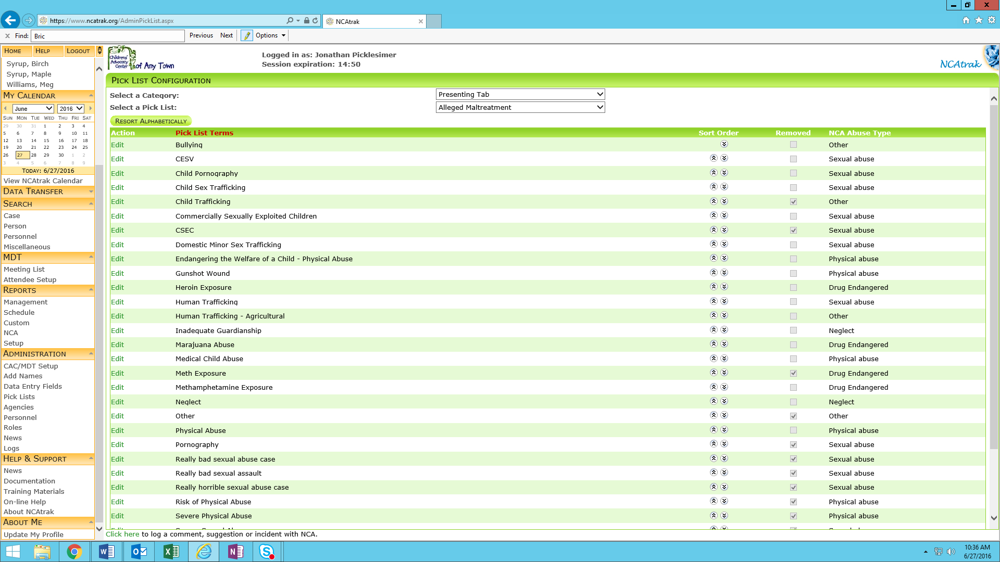 https://www.ncatrak.org/AdminPickList.aspx
NCAtrak
x Find: Bric Previous Next Options
HOME HELP LOGOUT
Syrup, Birch
Syrup, Maple
Williams, Meg
MY CALENDAR
June 2016
SUN MON TUE WED THU FRI SAT
29 30 31 1 2 3 4
5 6 7 8 9 10 11
12 13 14 15 16 17 18
19 20 21 22 23 24 25
26 27 28 29 30 1 2
3 4 5 6 7 8 9
TODAY: 6/27/2016
View NCAtrak Calendar
DATA TRANSFER
SEARCH
Case
Person
Personnel
Miscellaneous
MDT
Meeting List
Attendee Setup
REPORTS
Management
Schedule
Custom
NCA
Setup
ADMINISTRATION
CAC/MDT Setup
Add Names
Data Entry Fields
Pick Lists
Agencies
Personnel
Roles
News
Logs
HELP & SUPPORT
News
Documentation
Training Materials
On-line Help
About NCAtrak
ABOUT ME
Update My Profile
Childrens'
Advocacy
Center
of Any Town
Logged in as: Jonathan Picklesimer
Session expiration: 14:50
NCAtrak
PICK LIST CONFIGURATION
Select a Category: Presenting Tab
Select a Pick List: Alleged Maltreatment
RESORT ALPHABETICALLY
Action Pick List Terms Sort Order Removed NCA Abuse Type
Edit Bullying Other
Edit CESV Sexual abuse
Edit Child Pornography Sexual abuse
Edit Child Sex Trafficking Sexual abuse
Edit Child Trafficking Other
Edit Commercially Sexually Exploited Children Sexual abuse
Edit CSEC Sexual abuse
Edit Domestic Minor Sex Trafficking Sexual abuse
Edit Endangering the Welfare of a Child - Physical Abuse Physical abuse
Edit Gunshot Wound Physical abuse
Edit Heroin Exposure Drug Endangered
Edit Human Trafficking Sexual abuse
Edit Human Trafficking - Agricultural Other
Edit Inadequate Guardianship Neglect
Edit Marajuana Abuse Drug Endangered
Edit Medical Child Abuse Physical abuse
Edit Meth Exposure Drug Endangered
Edit Methamphetamine Exposure Drug Endangered
Edit Neglect Neglect
Edit Other Other
Edit Physical Abuse Physical abuse
Edit Pornography Sexual abuse
Edit Really bad sexual abuse case Sexual abuse
Edit Really bad sexual assault Sexual abuse
Edit Really horrible sexual abuse case Sexual abuse
Edit Risk of Physical Abuse Physical abuse
Edit Severe Physical Abuse Physical abuse
Click here to log a comment, suggestion or incident with NCA.
10:36 AM
6/27/2016